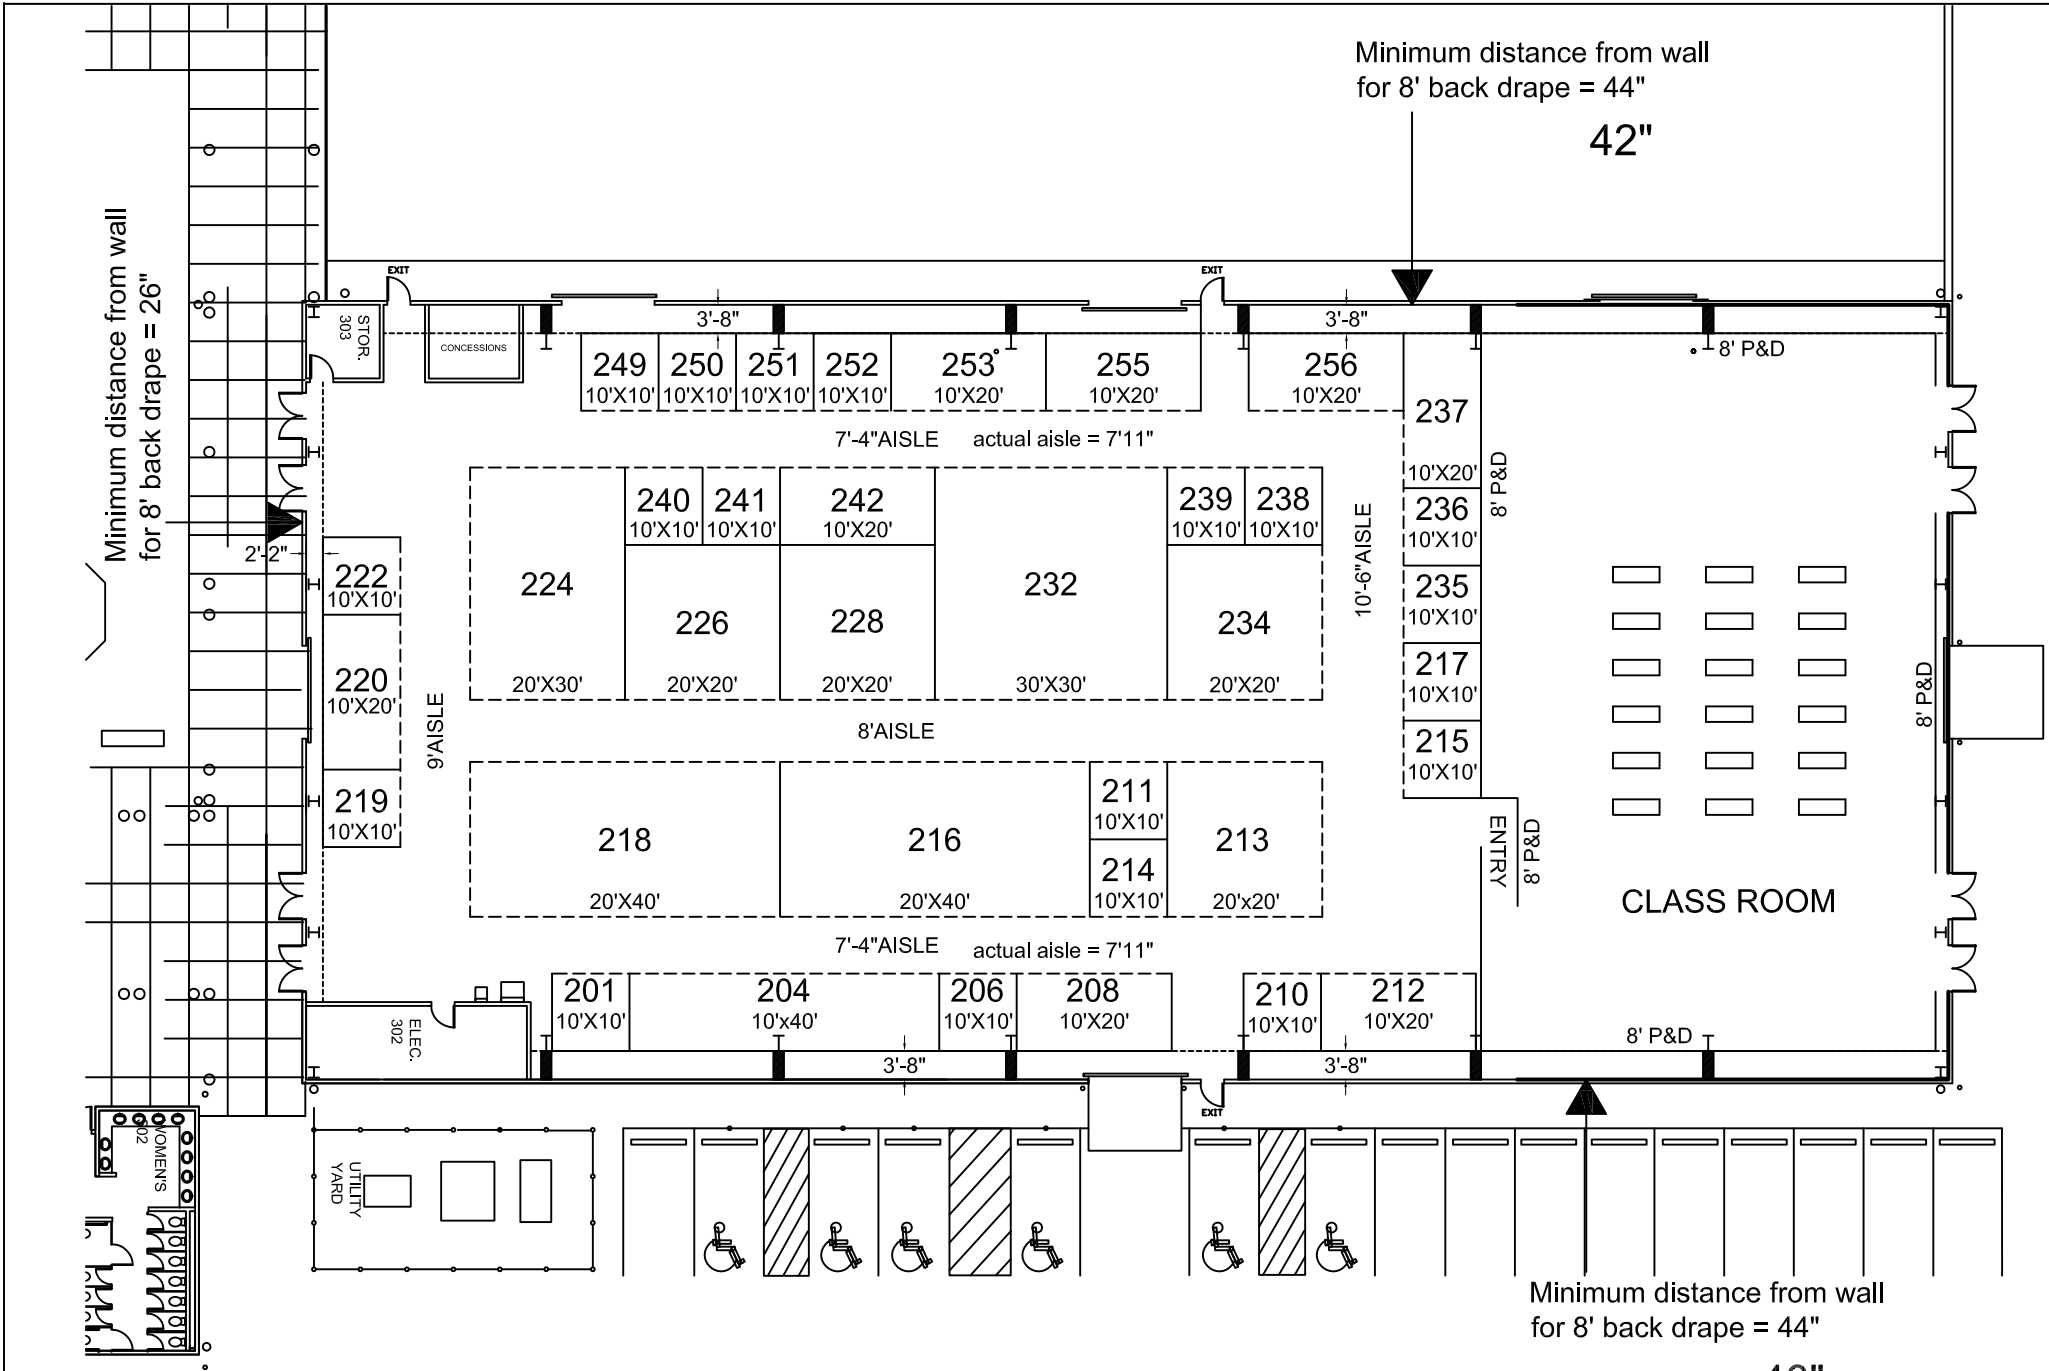 Minimum distance from wall
for 8' back drape = 44"
42"
Minimum distance from wall
for 8' back drape = 26"
EXIT
EXIT
STOR.
303
CONCESSIONS
3'-8"
3'-8"
8' P&D
249
10'X10'
250
10'X10'
251
10'X10'
252
10'X10'
253
10'X20'
255
10'X20'
256
10'X20'
237
10'X20'
7'-4"AISLE
actual aisle = 7'11"
8' P&D
224
20'X30'
240
10'X10'
241
10'X10'
242
10'X20'
226
20'X20'
228
20'X20'
232
30'X30'
239
10'X10'
238
10'X10'
234
20'X20'
10'-6"AISLE
236
10'X10'
235
10'X10'
217
10'X10'
215
10'X10'
2'-2"
222
10'X10'
220
10'X20'
219
10'X10'
9'AISLE
8'AISLE
8' P&D
218
20'X40'
216
20'X40'
211
10'X10'
214
10'X10'
213
20'x20'
ENTRY
8' P&D
CLASS ROOM
7'-4"AISLE
actual aisle = 7'11"
201
10'X10'
204
10'x40'
206
10'X10'
208
10'X20'
210
10'X10'
212
10'X20'
ELEC.
302
3'-8"
3'-8"
8' P&D
EXIT
WOMEN'S
UTILITY
YARD
Minimum distance from wall
for 8' back drape = 44"